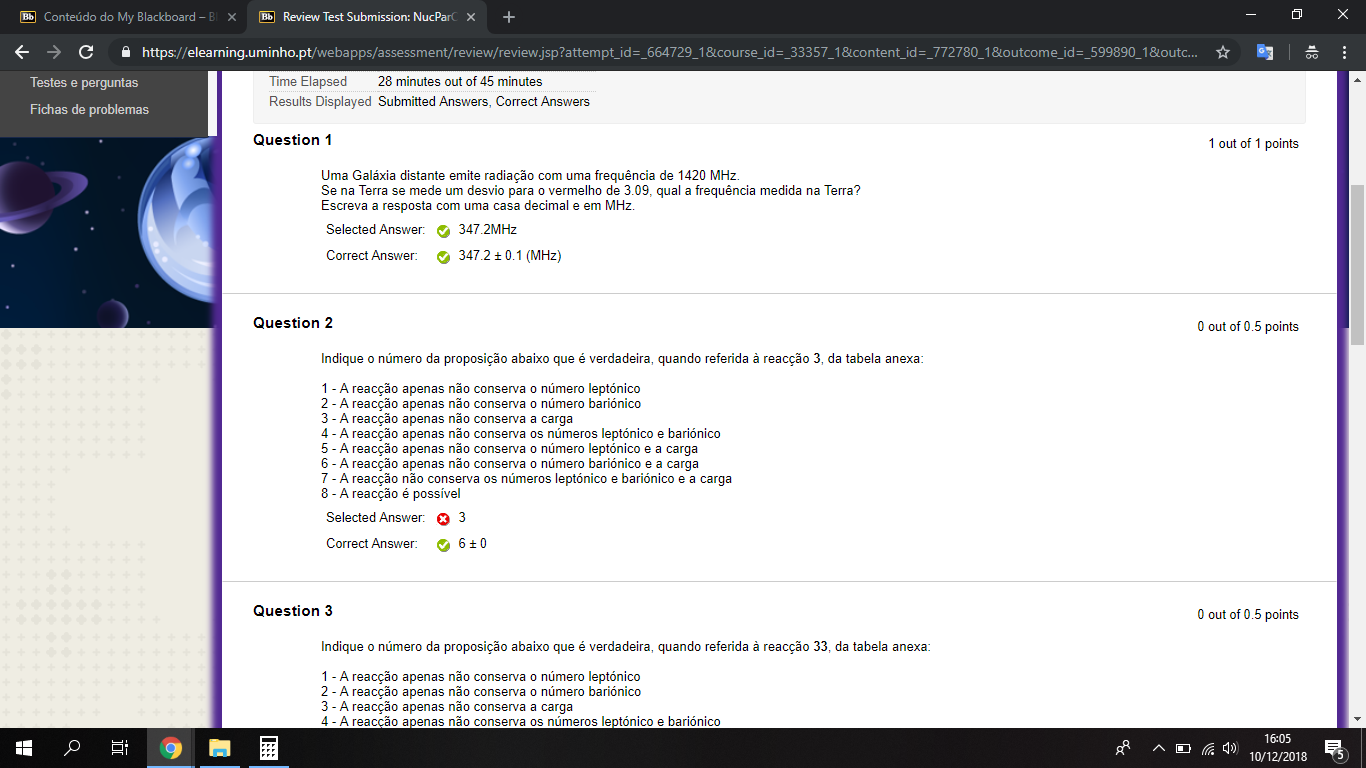 Conteúdo do My Blackboard – Bl
Review Test Submission: NucParC
https://elearning.uminho.pt/webapps/assessment/review/review.jsp?attempt_id=_664729_1&course_id=_33357_1&content_id=_772780_1&outcome_id=_599890_1&outc...
Testes e perguntas
Fichas de problemas
Time Elapsed 28 minutes out of 45 minutes
Results Displayed Submitted Answers, Correct Answers
Question 1
1 out of 1 points
Uma Galáxia distante emite radiação com uma frequência de 1420 MHz.
Se na Terra se mede um desvio para o vermelho de 3.09, qual a frequência medida na Terra?
Escreva a resposta com uma casa decimal e em MHz.
Selected Answer: 347.2MHz
Correct Answer: 347.2 ± 0.1 (MHz)
Question 2
0 out of 0.5 points
Indique o número da proposição abaixo que é verdadeira, quando referida à reacção 3, da tabela anexa:
1 - A reacção apenas não conserva o número leptónico
2 - A reacção apenas não conserva o número bariónico
3 - A reacção apenas não conserva a carga
4 - A reacção apenas não conserva os números leptónico e bariónico
5 - A reacção apenas não conserva o número leptónico e a carga
6 - A reacção apenas não conserva o número bariónico e a carga
7 - A reacção não conserva os números leptónico e bariónico e a carga
8 - A reacção é possível
Selected Answer: 3
Correct Answer: 6 ± 0
Question 3
0 out of 0.5 points
Indique o número da proposição abaixo que é verdadeira, quando referida à reacção 33, da tabela anexa:
1 - A reacção apenas não conserva o número leptónico
2 - A reacção apenas não conserva o número bariónico
3 - A reacção apenas não conserva a carga
4 - A reacção apenas não conserva os números leptónico e bariónico
16:05
10/12/2018
5